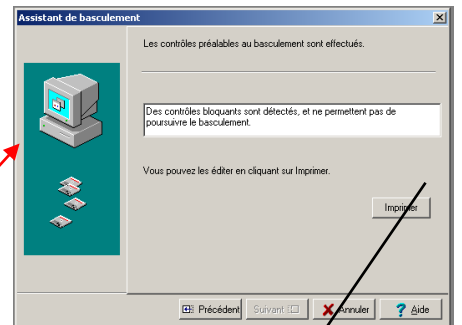 Assistant de basculement
Les contrôles préalables au basculement sont effectués.
Des contrôles bloquants sont détectés, et ne permettent pas de
poursuivre le basculement.
Vous pouvez les éditer en cliquant sur Imprimer.
Imprimer
Précédent Suivant Annuler Aide